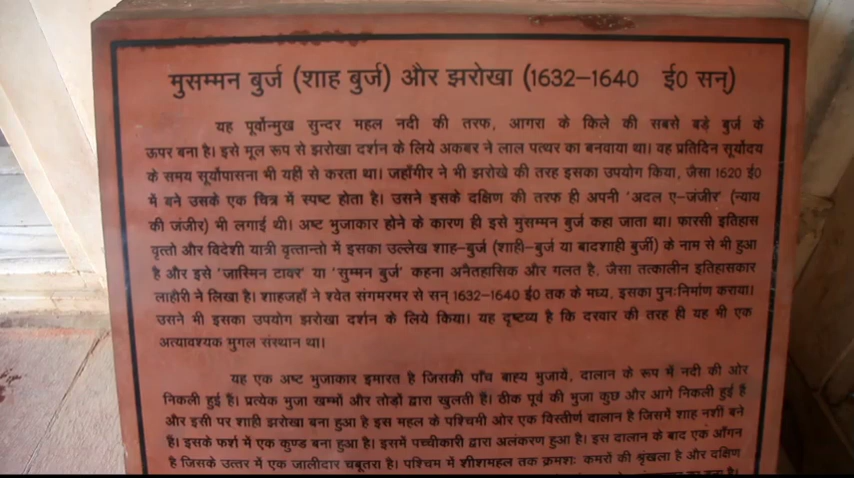 मुसम्मन बुर्ज (शाह बुर्ज) और झरोखा (1632–1640 ई0 सन्)
यह पूर्वोन्मुख सुन्दर महल नदी की तरफ, आगरा के किले की सबसे बड़े बुर्ज के
ऊपर बना है। इसे मूल रूप से झरोखा दर्शन के लिये अकबर ने लाल पत्थर का बनवाया था। वह प्रतिदिन सूर्योदय
के समय सूर्योपासना भी यहीं से करता था। जहाँगीर ने भी झरोखे की तरह इसका उपयोग किया, जैसा 1620 ई0
में बने उसके एक चित्र में स्पष्ट होता है। उसने इसके दक्षिण की तरफ ही अपनी 'अदल ए–जंजीर' (न्याय
की जंजीर) भी लगाई थी। अष्ट भुजाकार होने के कारण ही इसे मुसम्मन बुर्ज कहा जाता था। फारसी इतिहास
वृत्तो और विदेशी यात्री वृत्तान्तो में इसका उल्लेख शाह–बुर्ज (शाही–बुर्ज या बादशाही बुर्जी) के नाम से भी हुआ
है और इसे 'जास्मिन टावर' या 'सुम्मन बुर्ज' कहना अनैतहासिक और गलत है, जैसा तत्कालीन इतिहासकार
लाहौरी ने लिखा है। शाहजहाँ ने श्वेत संगमरमर से सन् 1632–1640 ई0 तक के मध्य, इसका पुनःनिर्माण कराया।
उसने भी इसका उपयोग झरोखा दर्शन के लिये किया। यह दृष्टव्य है कि दरवार की तरह ही यह भी एक
अत्यावश्यक मुगल संस्थान था।
यह एक अष्ट भुजाकार इमारत है जिसकी पाँच बाह्य भुजाये, दालान के रूप में नदी की ओर
निकली हुई हैं। प्रत्येक भुजा खम्भों और तोड़ों द्वारा खुलती हैं। ठीक पूर्व की भुजा कुछ और आगे निकली हुई है
और इसी पर शाही झरोखा बना हुआ है इस महल के पश्चिमी ओर एक विस्तीर्ण दालान है जिसमें शाह नशीं बने
हैं। इसके फर्श में एक कुण्ड बना हुआ है। इसमें पच्चीकारी द्वारा अलंकरण हुआ है। इस दालान के बाद एक आँगन
है जिसके उत्तर में एक जालीदार चबूतरा है। पश्चिम में शीशमहल तक क्रमशः कमरों की श्रृंखला है और दक्षिण